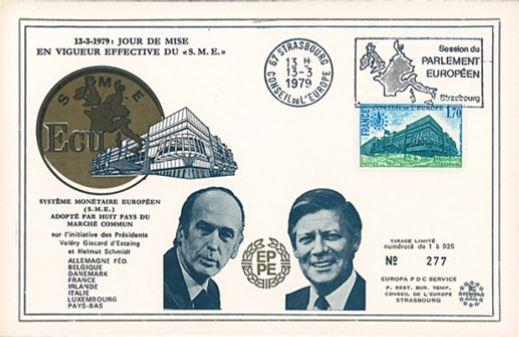 13-3-1979: JOUR DE MISE
EN VIGUEUR EFFECTIVE DU «S.M.E.»
67 STRASBOURG
13 H
13-3
1979
CONSEIL DE L'EUROPE
Session du
PARLEMENT
EUROPÉEN
Strasbourg
CONSEIL DE L'EUROPE
1,70
FRANCE
S M E
Ecu
SYSTÈME MONÉTAIRE EUROPÉEN
(S.M.E.)
ADOPTÉ PAR HUIT PAYS DU
MARCHÉ COMMUN
sur l'initiative des Présidents
Valéry Giscard d'Estaing
et Helmut Schmidt
ALLEMAGNE FÉD.
BELGIQUE
DANEMARK
FRANCE
IRLANDE
ITALIE
LUXEMBOURG
PAYS-BAS
EP
PE
TIRAGE LIMITÉ
numéroté de 1 à 925
No 277
EUROPA F D C SERVICE
P. REST. BUR. TEMP.
CONSEIL DE L'EUROPE
STRASBOURG